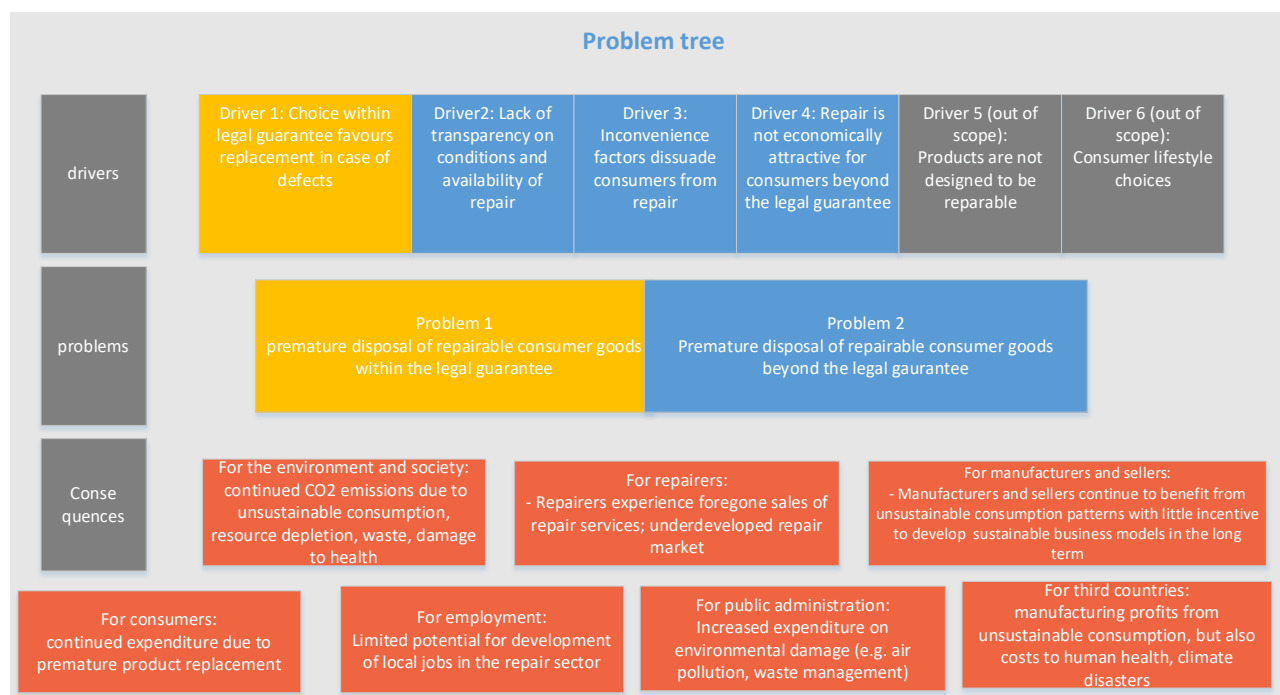 Problem tree
drivers
Driver 1: Choice within
legal guarantee favours
replacement in case of
defects
Driver2: Lack of
transparency on
conditions and
availability of
repair
Driver 3:
Inconvenience
factors dissuade
consumers from
repair
Driver 4: Repair is
not economically
attractive for
consumers beyond
the legal guarantee
Driver 5 (out of
scope):
Products are not
designed to be
reparable
Driver 6 (out of
scope):
Consumer lifestyle
choices
problems
Problem 1
premature disposal of repairable consumer goods
within the legal guarantee
Problem 2
Premature disposal of repairable consumer goods
beyond the legal gaurantee
Conse
quences
For the environment and society:
continued CO2 emissions due to
unsustainable consumption,
resource depletion, waste, damage
to health
For repairers:
- Repairers experience foregone sales of
repair services; underdeveloped repair
market
For manufacturers and sellers:
- Manufacturers and sellers continue to benefit from
unsustainable consumption patterns with little incentive
to develop sustainable business models in the long
term
For consumers:
continued expenditure due to
premature product replacement
For employment:
Limited potential for development
of local jobs in the repair sector
For public administration:
Increased expenditure on
environmental damage (e.g. air
pollution, waste management)
For third countries:
manufacturing profits from
unsustainable consumption, but also
costs to human health, climate
disasters